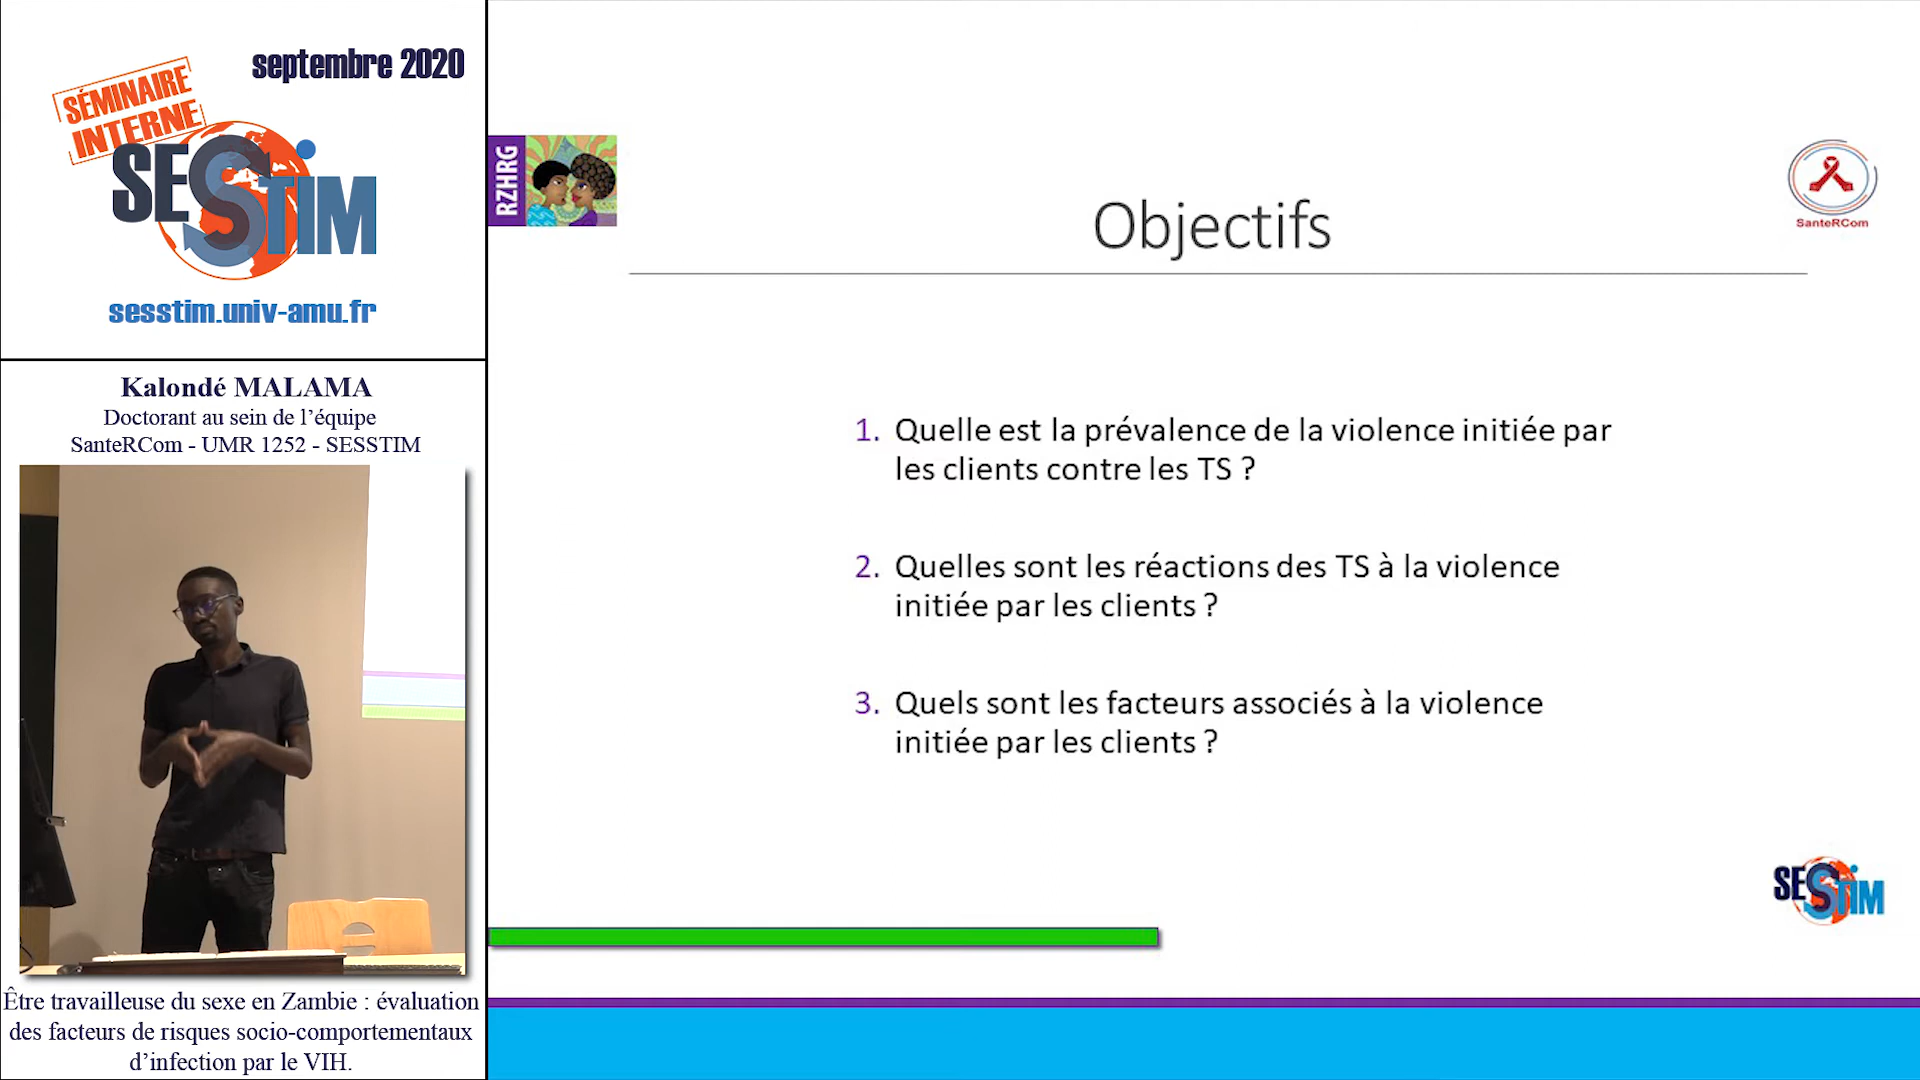 septembre 2020
SÉMINAIRE
INTERNE
SESSTIM
sesstim.univ-amu.fr
Kalondé MALAMA
Doctorant au sein de l’équipe
SanteRCom - UMR 1252 - SESSTIM
Être travailleuse du sexe en Zambie : évaluation
des facteurs de risques socio-comportementaux
d’infection par le VIH.
RZHRG
SanteRCom
Objectifs
1. Quelle est la prévalence de la violence initiée par
les clients contre les TS ?
2. Quelles sont les réactions des TS à la violence
initiée par les clients ?
3. Quels sont les facteurs associés à la violence
initiée par les clients ?
SESSTIM